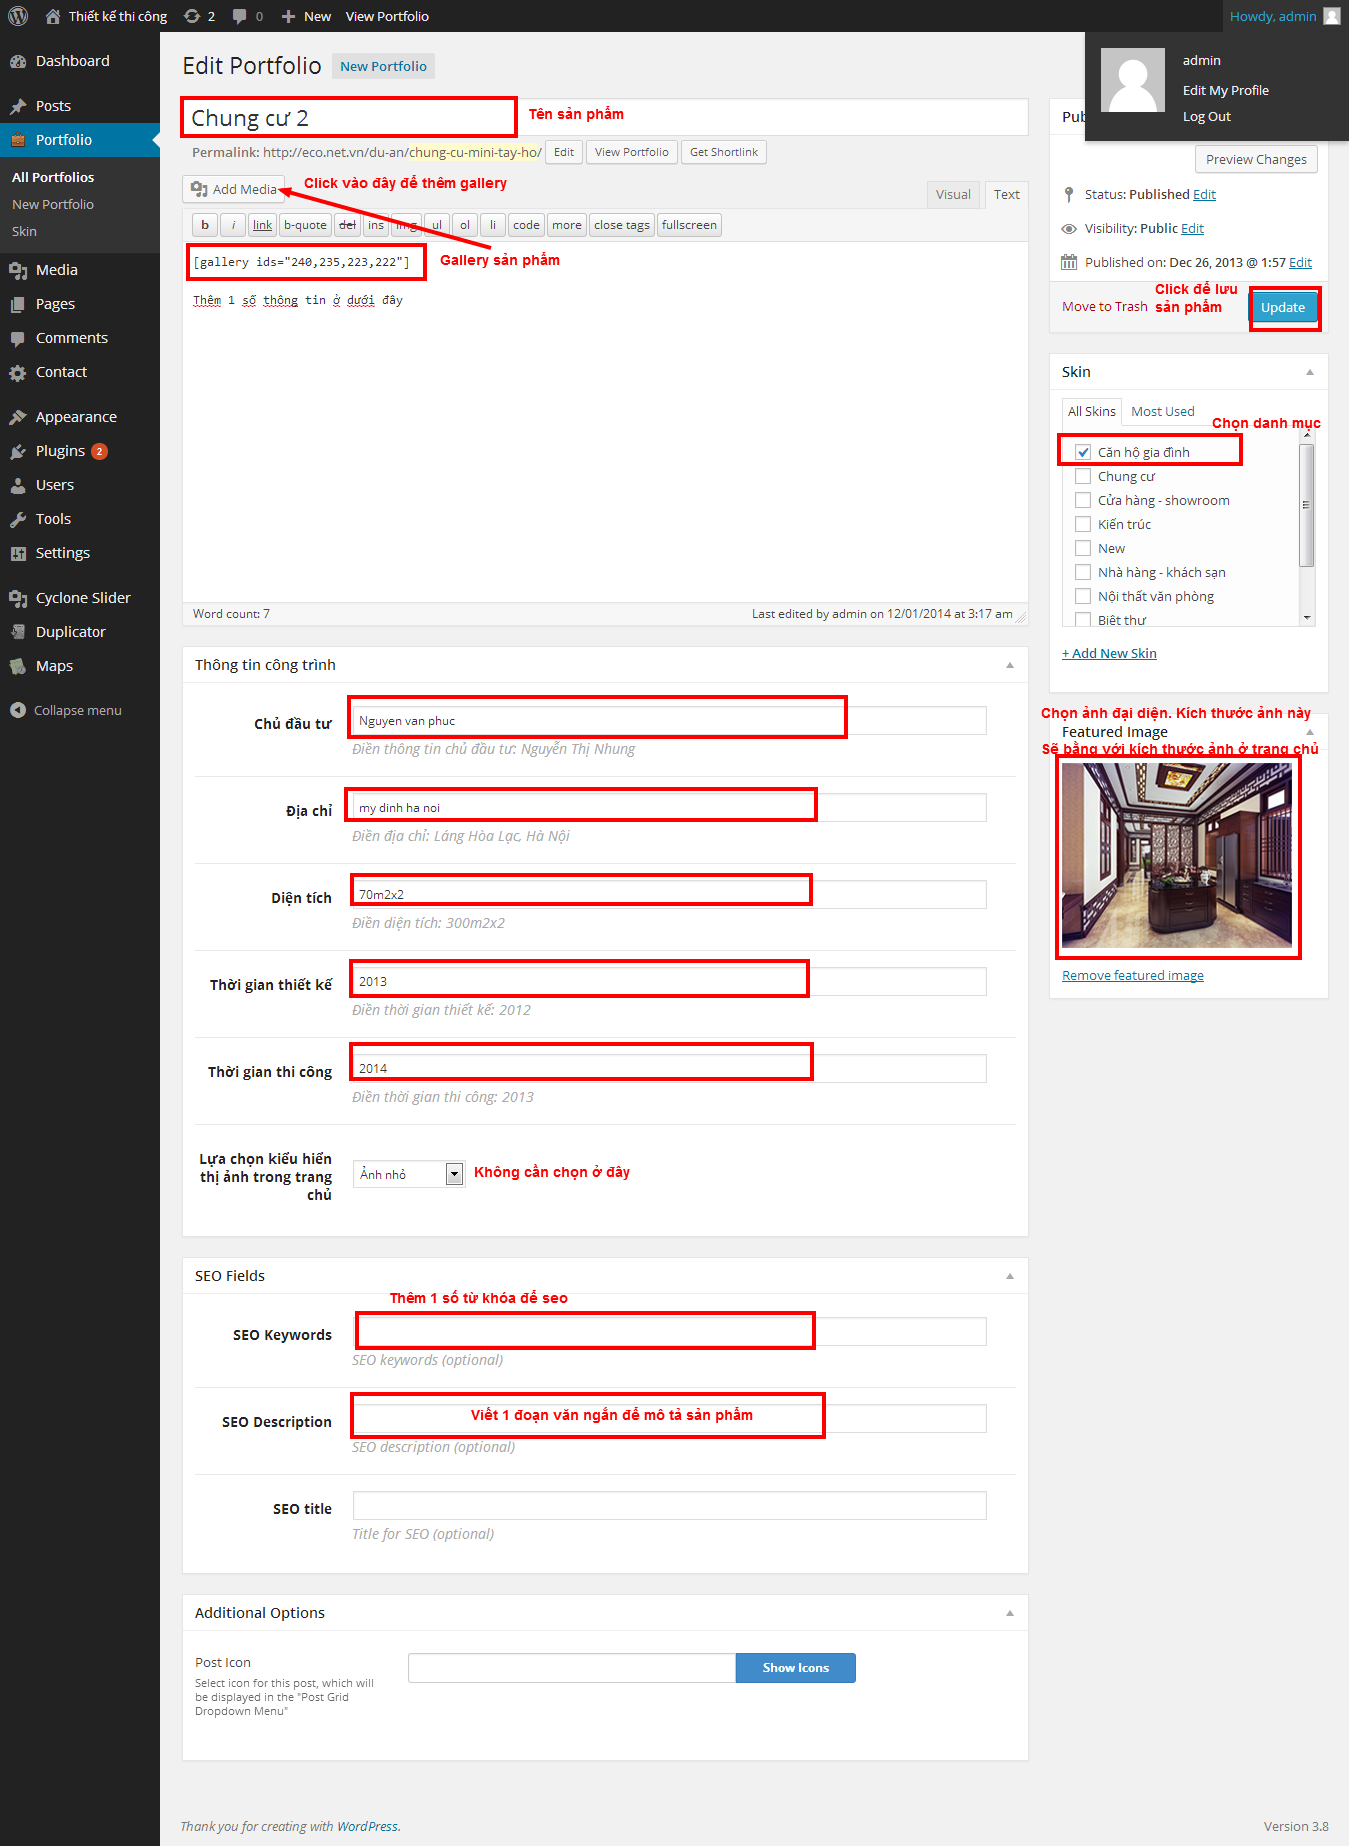 Thiết kế thi công 2 0 New View Portfolio Howdy, admin
admin
Edit My Profile
Log Out
Dashboard
Posts
Portfolio
All Portfolios
New Portfolio
Skin
Media
Pages
Comments
Contact
Appearance
Plugins 2
Users
Tools
Settings
Cyclone Slider
Duplicator
Maps
Collapse menu
Edit Portfolio New Portfolio
Chung cư 2 Tên sản phẩm
Permalink: http://eco.net.vn/du-an/chung-cu-mini-tay-ho/ Edit View Portfolio Get Shortlink
Add Media Click vào đây để thêm gallery Visual Text
b i link b-quote del ins img ul ol li code more close tags fullscreen
[gallery ids="240,235,223,222"] Gallery sản phẩm
Thêm 1 số thông tin ở dưới đây
Word count: 7 Last edited by admin on 12/01/2014 at 3:17 am
Thông tin công trình
Chủ đầu tư Nguyen van phuc
Điền thông tin chủ đầu tư: Nguyễn Thị Nhung
Địa chỉ my dinh ha noi
Điền địa chỉ: Láng Hòa Lạc, Hà Nội
Diện tích 70m2x2
Điền diện tích: 300m2x2
Thời gian thiết kế 2013
Điền thời gian thiết kế: 2012
Thời gian thi công 2014
Điền thời gian thi công: 2013
Lựa chọn kiểu hiển
thị ảnh trong trang
chủ
Ảnh nhỏ Không cần chọn ở đây
SEO Fields
Thêm 1 số từ khóa để seo
SEO Keywords
SEO keywords (optional)
SEO Description Viết 1 đoạn văn ngắn để mô tả sản phẩm
SEO description (optional)
SEO title
Title for SEO (optional)
Additional Options
Post Icon
Select icon for this post, which will
be displayed in the "Post Grid
Dropdown Menu"
Show Icons
Pub
Preview Changes
Status: Published Edit
Visibility: Public Edit
Published on: Dec 26, 2013 @ 1:57 Edit
Click để lưu
sản phẩm
Move to Trash Update
Skin
All Skins Most Used
Chọn danh mục
Căn hộ gia đình
Chung cư
Cửa hàng - showroom
Kiến trúc
New
Nhà hàng - khách sạn
Nội thất văn phòng
Biệt thự
+ Add New Skin
Chọn ảnh đại diện. Kích thước ảnh này
Featured Image
Sẽ bằng với kích thước ảnh ở trang chủ
Remove featured image
Thank you for creating with WordPress. Version 3.8